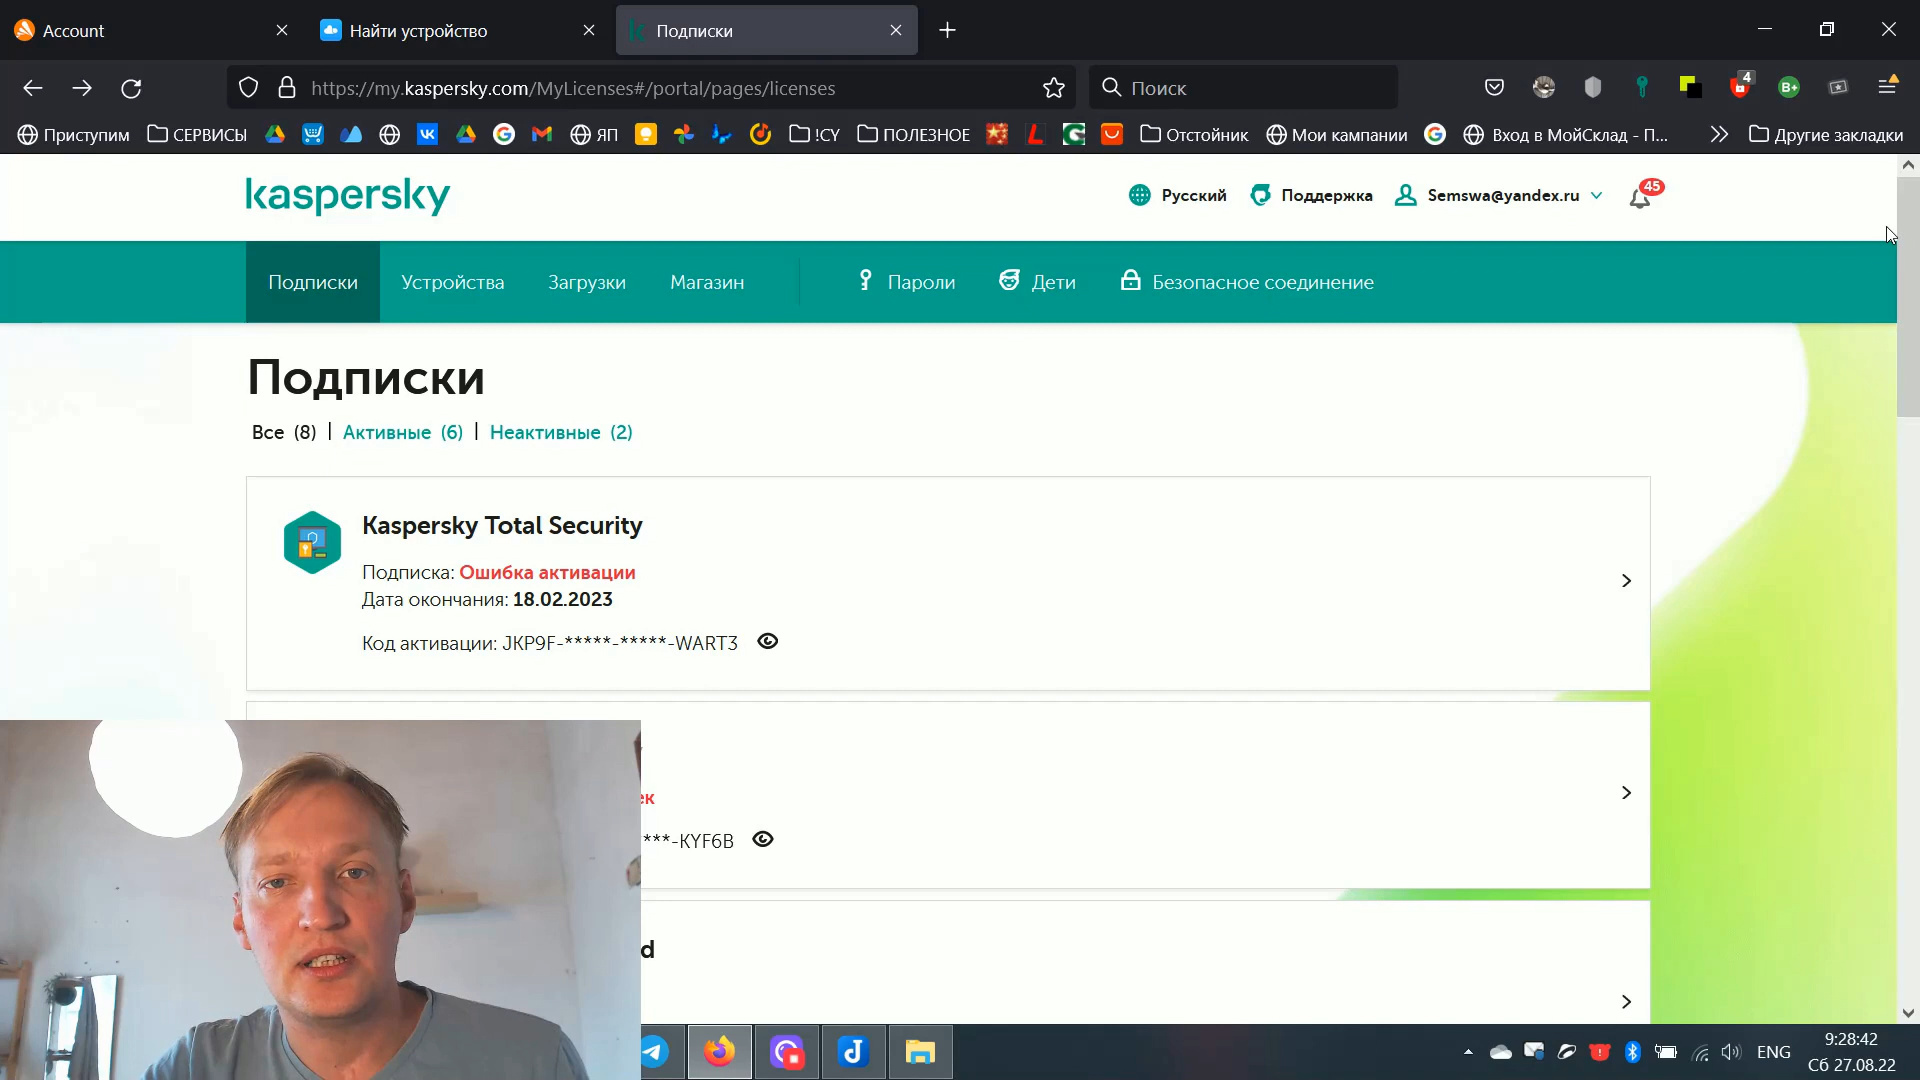 Account
Найти устройство
Подписки
https://my.kaspersky.com/MyLicenses#/portal/pages/licenses
Поиск
4
B+
Приступим
СЕРВИСЫ
ЯП
!CY
ПОЛЕЗНОЕ
Отстойник
Мои кампании
Вход в МойСклад - П...
Другие закладки
kaspersky
Русский
Поддержка
Semswa@yandex.ru
45
Подписки
Устройства
Загрузки
Магазин
Пароли
Дети
Безопасное соединение
Подписки
Все (8) | Активные (6) | Неактивные (2)
Kaspersky Total Security
Подписка: Ошибка активации
Дата окончания: 18.02.2023
Код активации: JKP9F-*****-*****-WART3
ек
***-KYF6B
d
ENG
9:28:42
Сб 27.08.22